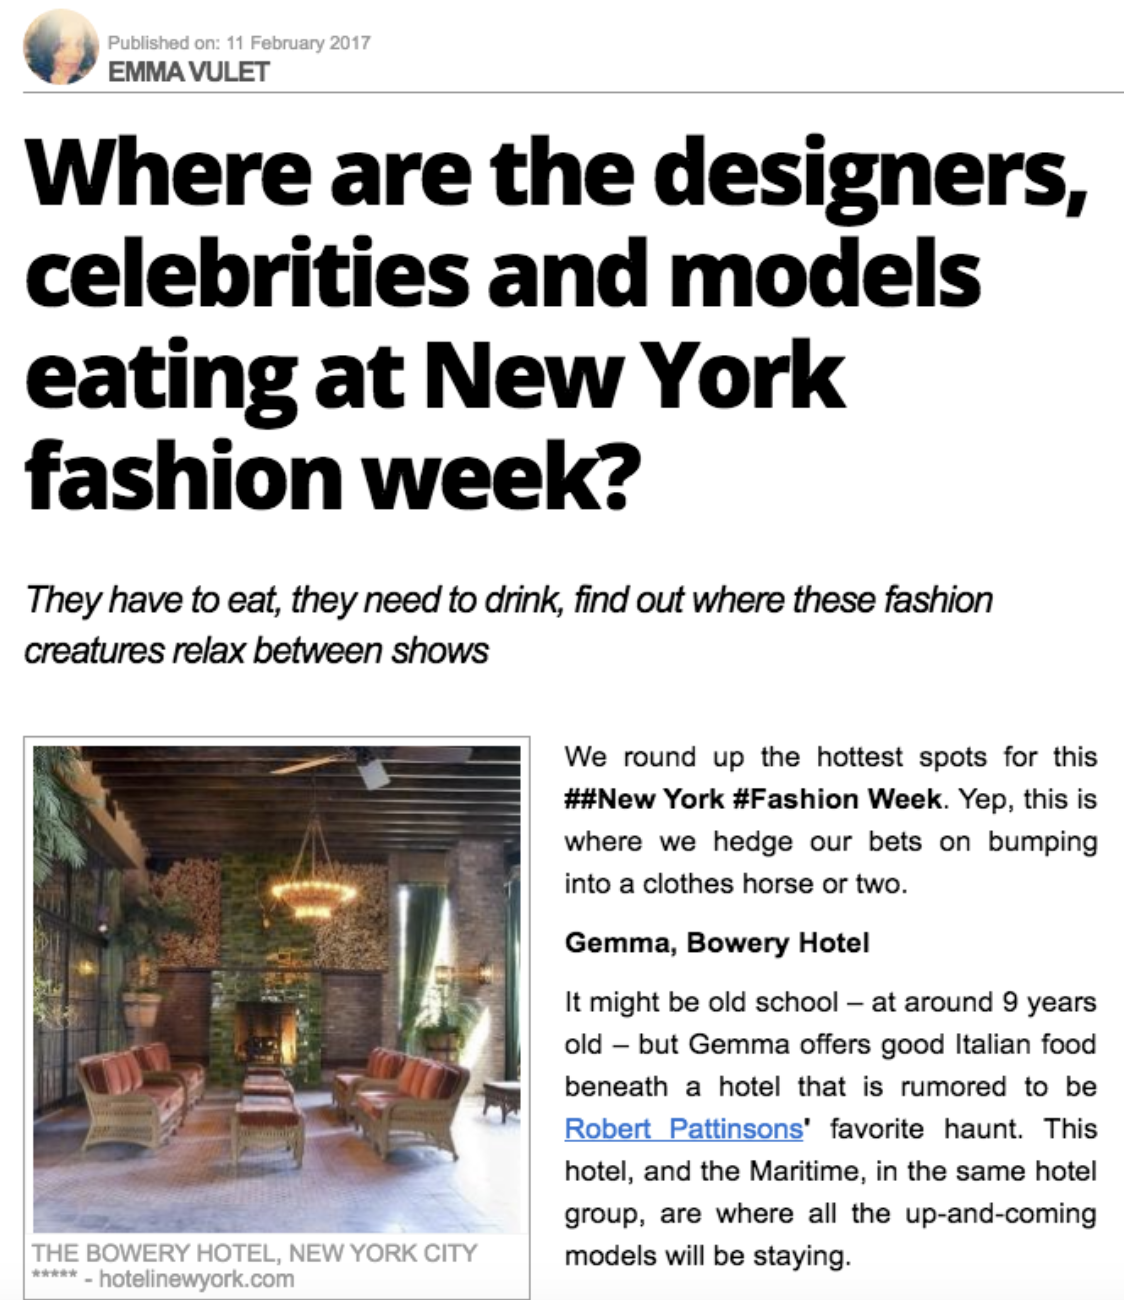 Published on: 11 February 2017
EMMA VULET
Where are the designers,
celebrities and models
eating at New York
fashion week?
They have to eat, they need to drink, find out where these fashion
creatures relax between shows
We round up the hottest spots for this
##New York #Fashion Week. Yep, this is
where we hedge our bets on bumping
into a clothes horse or two.
Gemma, Bowery Hotel
It might be old school – at around 9 years
old – but Gemma offers good Italian food
beneath a hotel that is rumored to be
Robert Pattinsons' favorite haunt. This
hotel, and the Maritime, in the same hotel
group, are where all the up-and-coming
models will be staying.
THE BOWERY HOTEL, NEW YORK CITY
***** - hotelinewyork.com